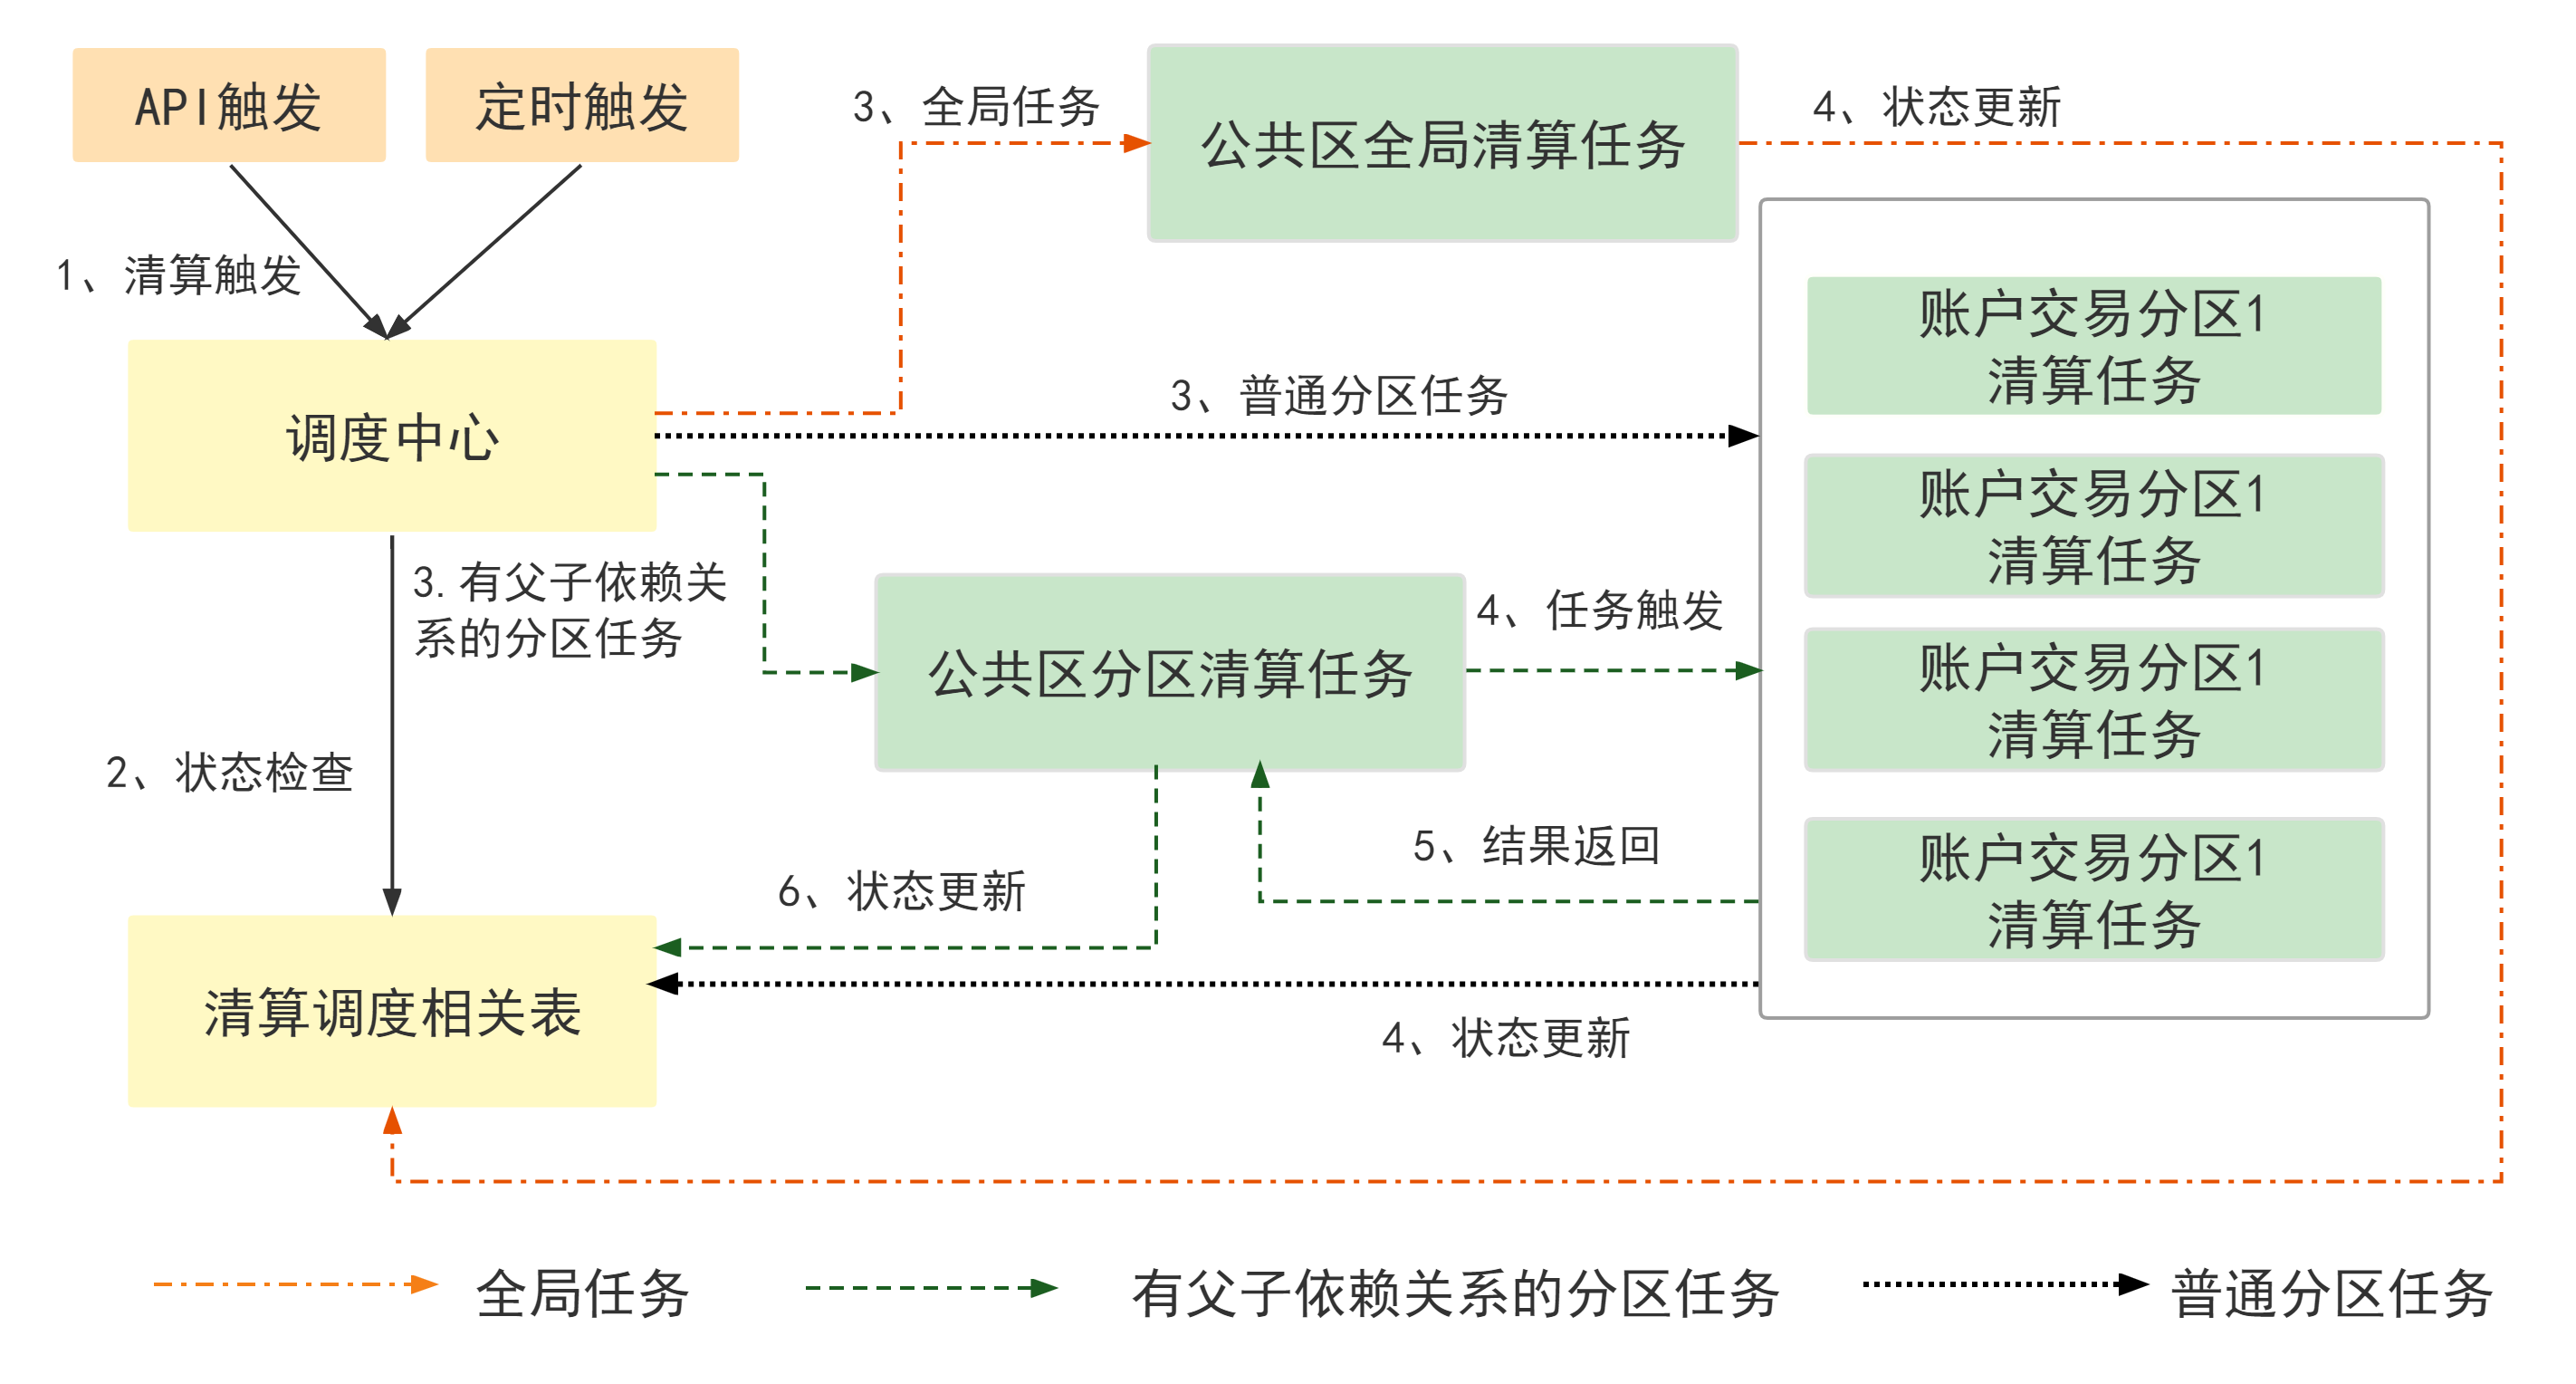 API触发
定时触发
3、全局任务
公共区全局清算任务
4、状态更新
1、清算触发
调度中心
3、普通分区任务
账户交易分区1
清算任务
账户交易分区1
清算任务
3.有父子依赖关
系的分区任务
公共区分区清算任务
4、任务触发
账户交易分区1
清算任务
2、状态检查
5、结果返回
6、状态更新
账户交易分区1
清算任务
清算调度相关表
4、状态更新
全局任务
有父子依赖关系的分区任务
普通分区任务